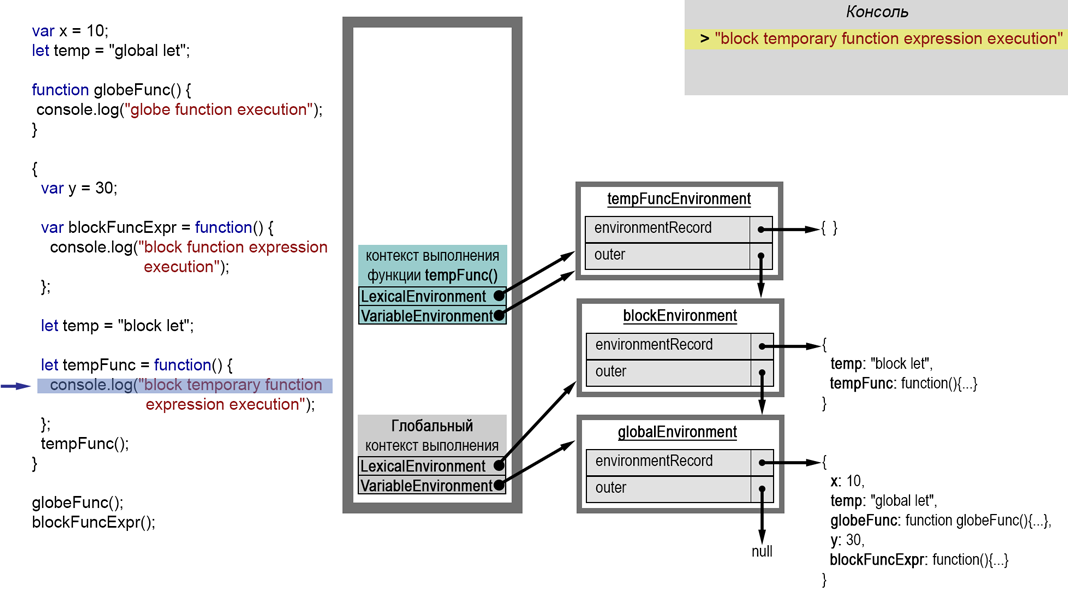 var x = 10;
let temp = "global let";
function globeFunc() {
console.log("globe function execution");
}
{
var y = 30;
var blockFuncExpr = function() {
console.log("block function expression
execution");
};
let temp = "block let";
let tempFunc = function() {
console.log("block temporary function
expression execution");
};
tempFunc();
}
globeFunc();
blockFuncExpr();
контекст выполнения
функции tempFunc()
LexicalEnvironment
VariableEnvironment
Глобальный
контекст выполнения
LexicalEnvironment
VariableEnvironment
Консоль
> "block temporary function expression execution"
tempFuncEnvironment
environmentRecord
{ }
outer
blockEnvironment
environmentRecord
outer
{
temp: "block let",
tempFunc: function(){...}
}
globalEnvironment
environmentRecord
outer
null
{
x: 10,
temp: "global let",
globeFunc: function globeFunc(){...},
y: 30,
blockFuncExpr: function(){...}
}